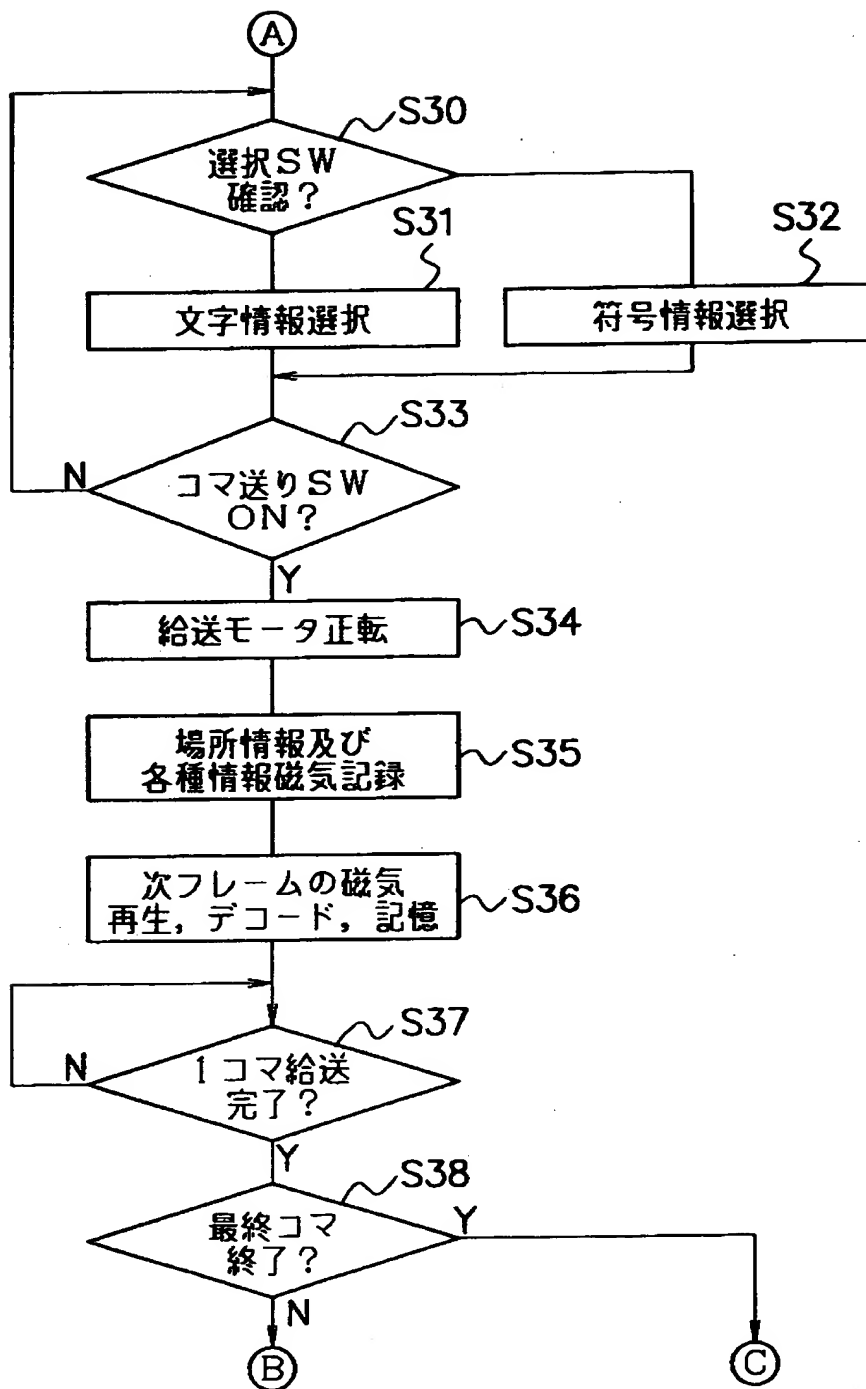 A
S30
選択SW
確認?
S31
文字情報選択
S32
符号情報選択
S33
コマ送りSW
ON?
N
Y
給送モータ正転
S34
場所情報及び
各種情報磁気記録
S35
次フレームの磁気
再生,デコード,記憶
S36
S37
1コマ給送
完了?
N
Y
S38
最終コマ
終了?
Y
N
B
C